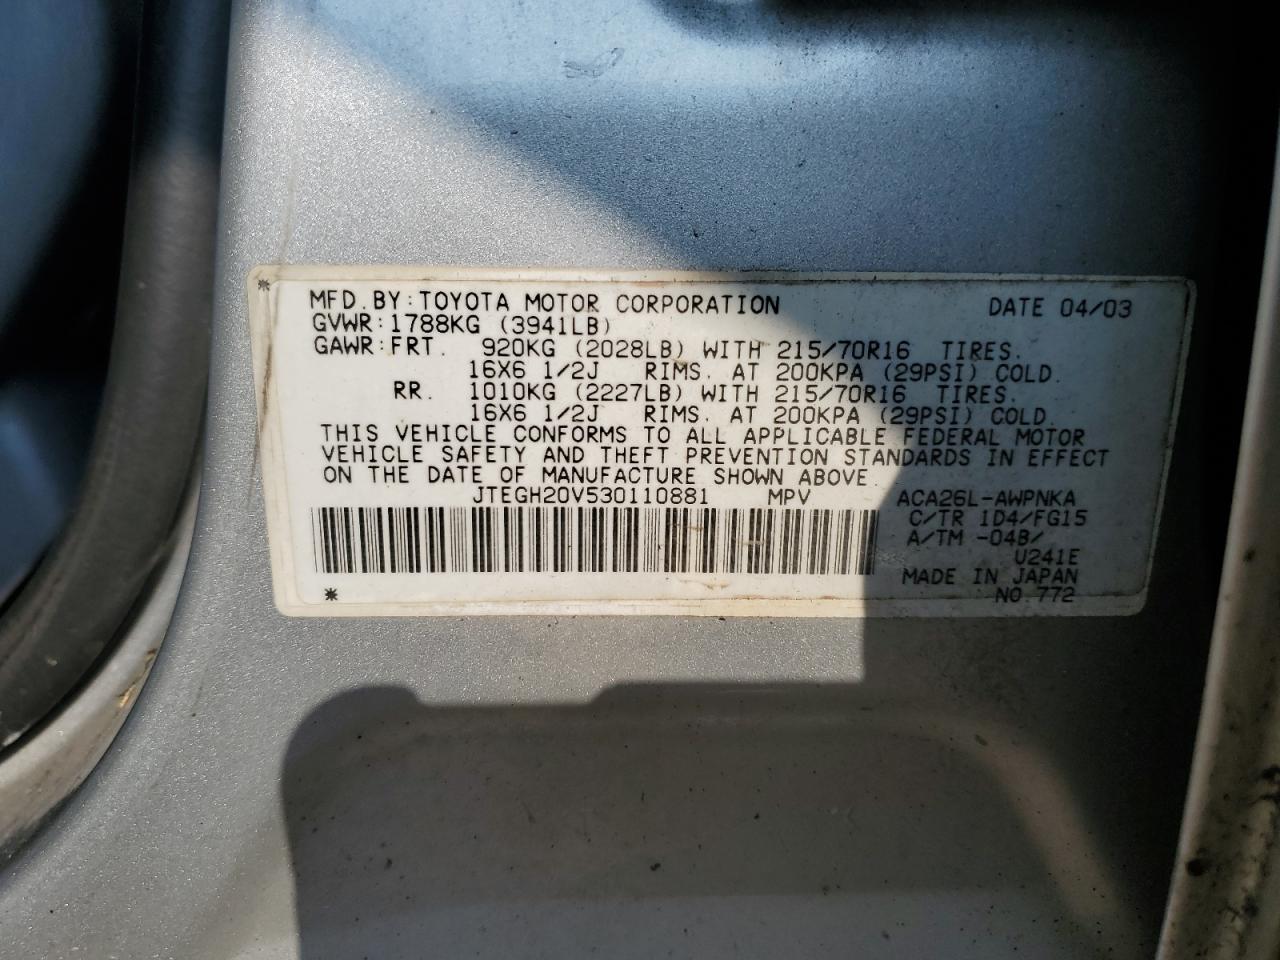 MFD. BY: TOYOTA MOTOR CORPORATION DATE 04/03
GVWR: 1788KG (3941LB)
GAWR: FRT. 920KG (2028LB) WITH 215/70R16 TIRES.
16X6 1/2J RIMS. AT 200KPA (29PSI) COLD.
RR. 1010KG (2227LB) WITH 215/70R16 TIRES.
16X6 1/2J RIMS. AT 200KPA (29PSI) COLD.
THIS VEHICLE CONFORMS TO ALL APPLICABLE FEDERAL MOTOR
VEHICLE SAFETY AND THEFT PREVENTION STANDARDS IN EFFECT
ON THE DATE OF MANUFACTURE SHOWN ABOVE.
JTEGH20V530110881 MPV ACA26L-AWPNKA
C/TR 1D4/FG15
A/TM -04B/
U241E
MADE IN JAPAN
NO 772